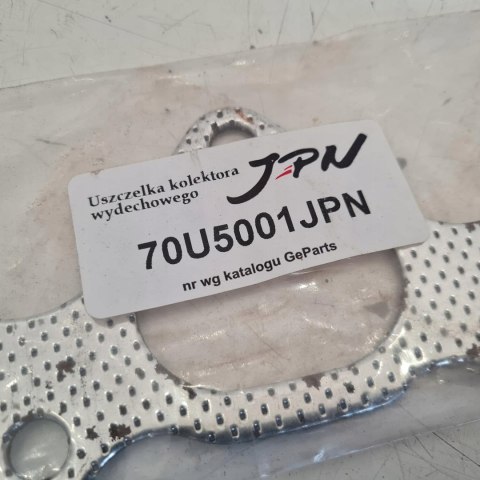 Uszczelka kolektora
wydechowego
JPN
70U5001JPN
nr wg katalogu GeParts